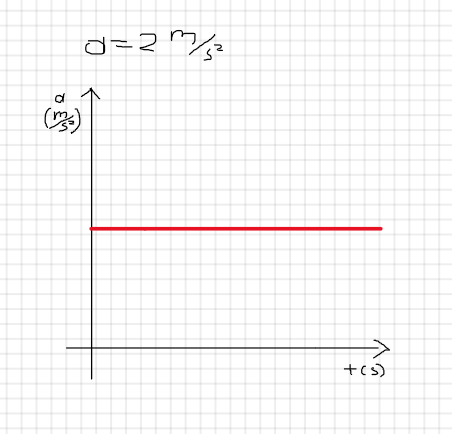 a = 2 m/s²
a
(m/s²)
t(s)